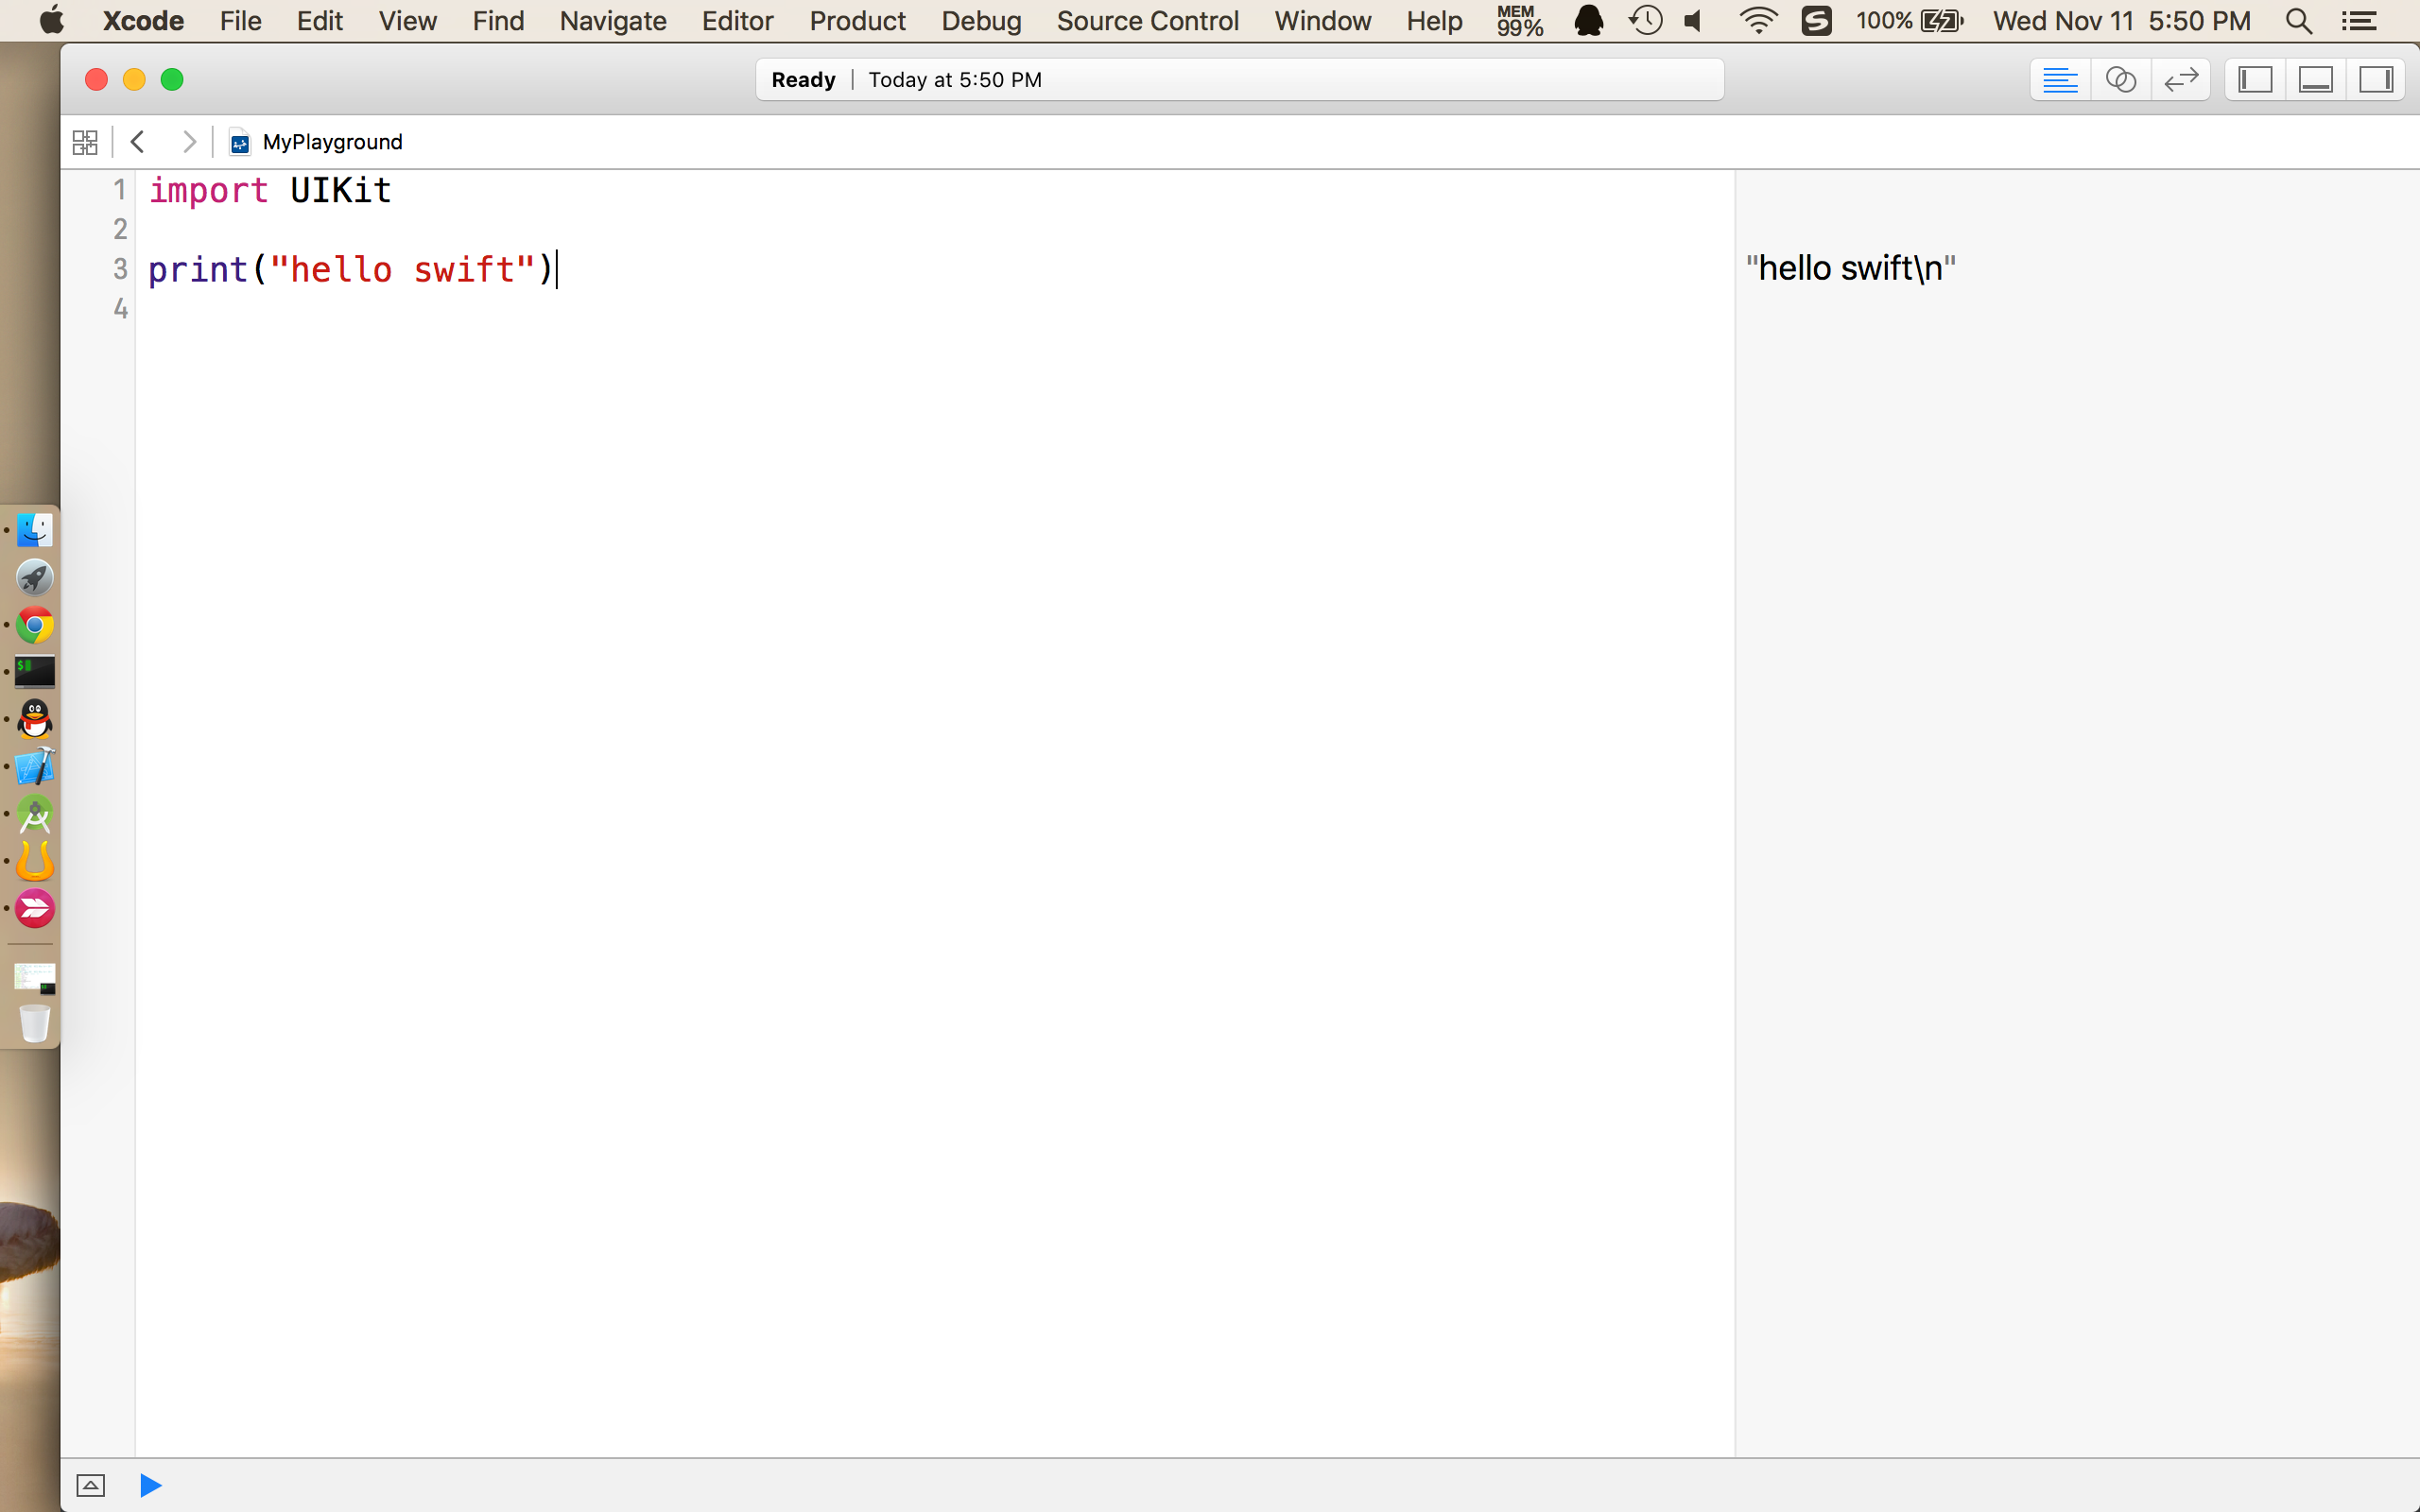 Xcode File Edit View Find Navigate Editor Product Debug Source Control Window Help MEM 99% S 100% Wed Nov 11 5:50 PM
Ready | Today at 5:50 PM
MyPlayground
1 import UIKit
2
3 print("hello swift") "hello swift\n"
4
$